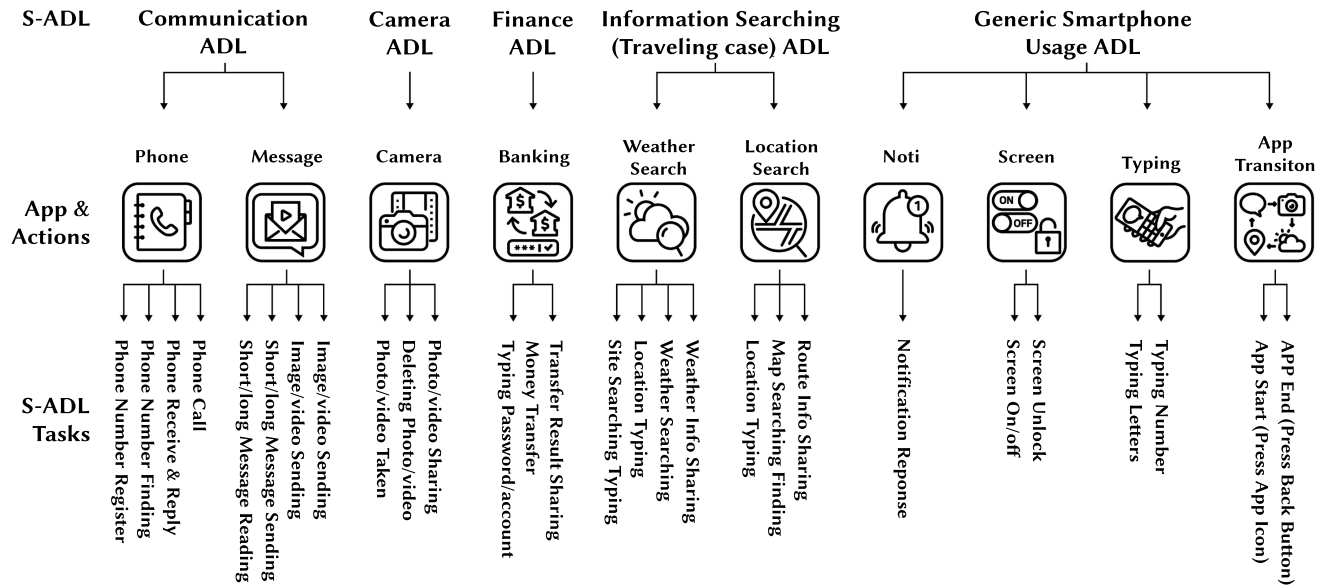 S-ADL
Communication
ADL
Camera
ADL
Finance
ADL
Information Searching
(Traveling case) ADL
Generic Smartphone
Usage ADL
App &
Actions
Phone
Message
Camera
Banking
Weather
Search
Location
Search
Noti
Screen
Typing
App
Transiton
$
$
***|✓
1
ON
OFF
S-ADL
Tasks
Phone Number Register
Phone Number Finding
Phone Receive & Reply
Phone Call
Short/long Message Reading
Short/long Message Sending
Image/video Sending
Image/video Sending
Photo/video Taken
Deleting Photo/video
Photo/video Sharing
Typing Password/account
Money Transfer
Transfer Result Sharing
Site Searching Typing
Location Typing
Weather Searching
Weather Info Sharing
Location Typing
Map Searching Finding
Route Info Sharing
Notification Reponse
Screen On/off
Screen Unlock
Typing Letters
Typing Number
App Start (Press App Icon)
APP End (Press Back Button)